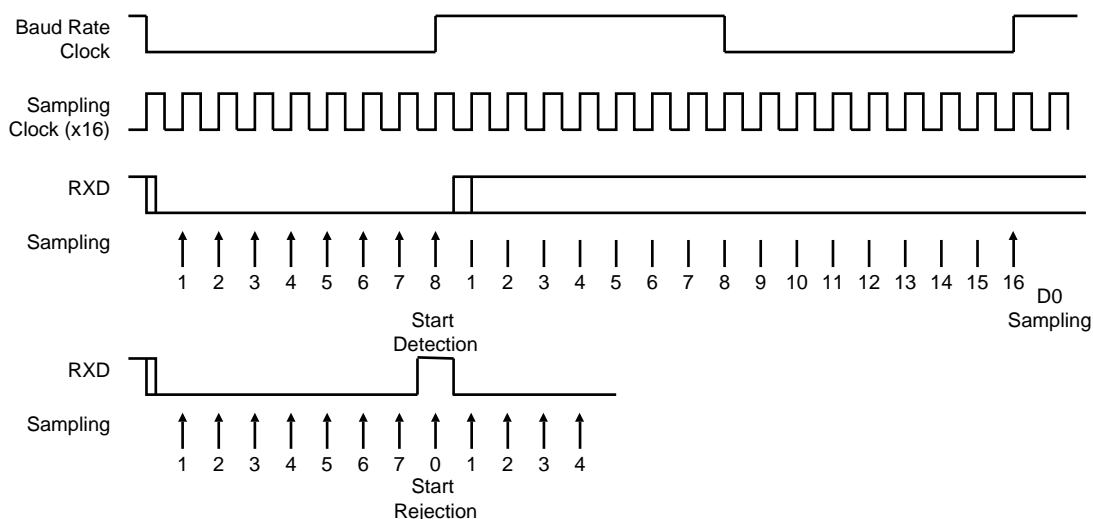 Baud Rate
Clock
Sampling
Clock (x16)
RXD
Sampling
1 2 3 4 5 6 7 8 1 2 3 4 5 6 7 8 9 10 11 12 13 14 15 16
D0
Sampling
Start
Detection
RXD
Sampling
1 2 3 4 5 6 7 0 1 2 3 4
Start
Rejection